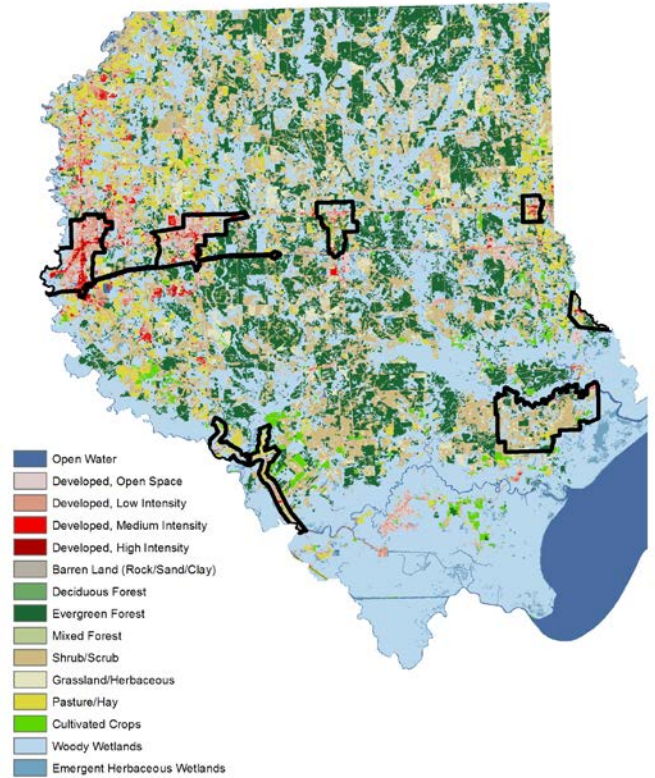 Open Water
Developed, Open Space
Developed, Low Intensity
Developed, Medium Intensity
Developed, High Intensity
Barren Land (Rock/Sand/Clay)
Deciduous Forest
Evergreen Forest
Mixed Forest
Shrub/Scrub
Grassland/Herbaceous
Pasture/Hay
Cultivated Crops
Woody Wetlands
Emergent Herbaceous Wetlands